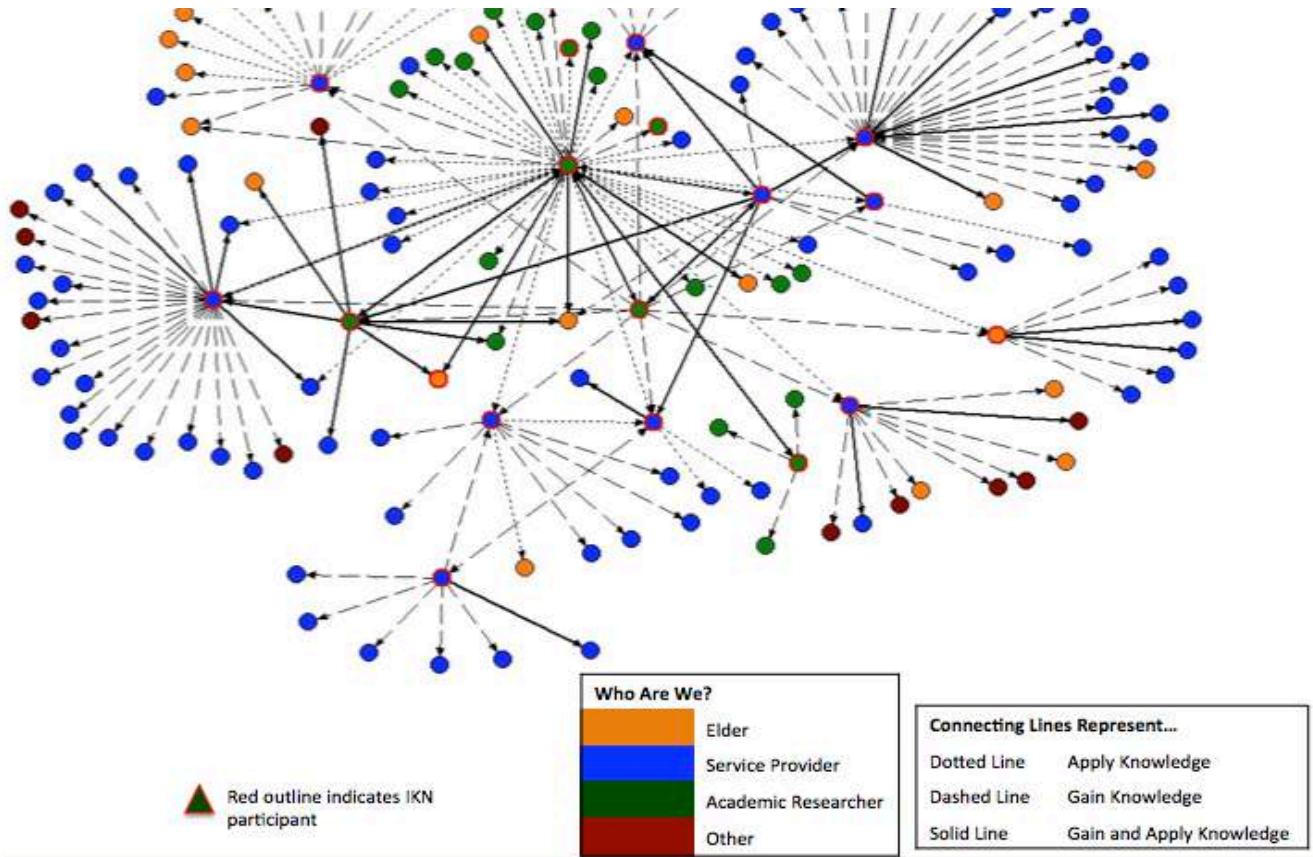 Who Are We?
Elder
Service Provider
Academic Researcher
Other
Connecting Lines Represent...
Dotted Line Apply Knowledge
Dashed Line Gain Knowledge
Solid Line Gain and Apply Knowledge
Red outline indicates IKN
participant